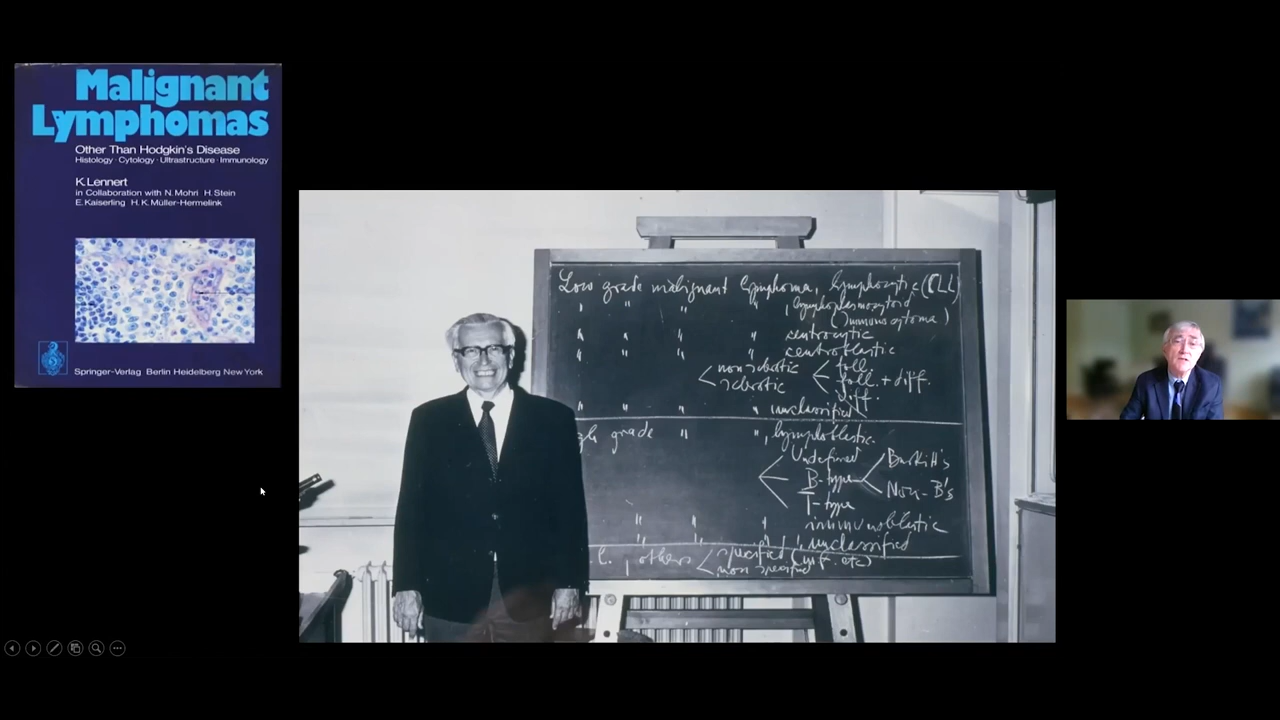 Malignant
Lymphomas
Other Than Hodgkin's Disease
Histology · Cytology · Ultrastructure · Immunology
K. Lennert
in Collaboration with N. Mohri H. Stein
E. Kaiserling H. K. Müller-Hermelink
Springer-Verlag Berlin Heidelberg New York
Low grade malignant lymphoma, lymphocytic (CLL)
" " " " , lymphoplasmocytoid
(immunocytoma)
" " " " centrocytic
" " " " centroblastic
non sclerotic < foll.
sclerotic foll. + diff.
diff.
" " " " unclassified
grade " " , lymphoblastic.
Undefined
B-type Burkitt's
Non-B's
T-type
" " " immunoblastic
" " " " unclassified
others < specified (inf. etc)
non specified